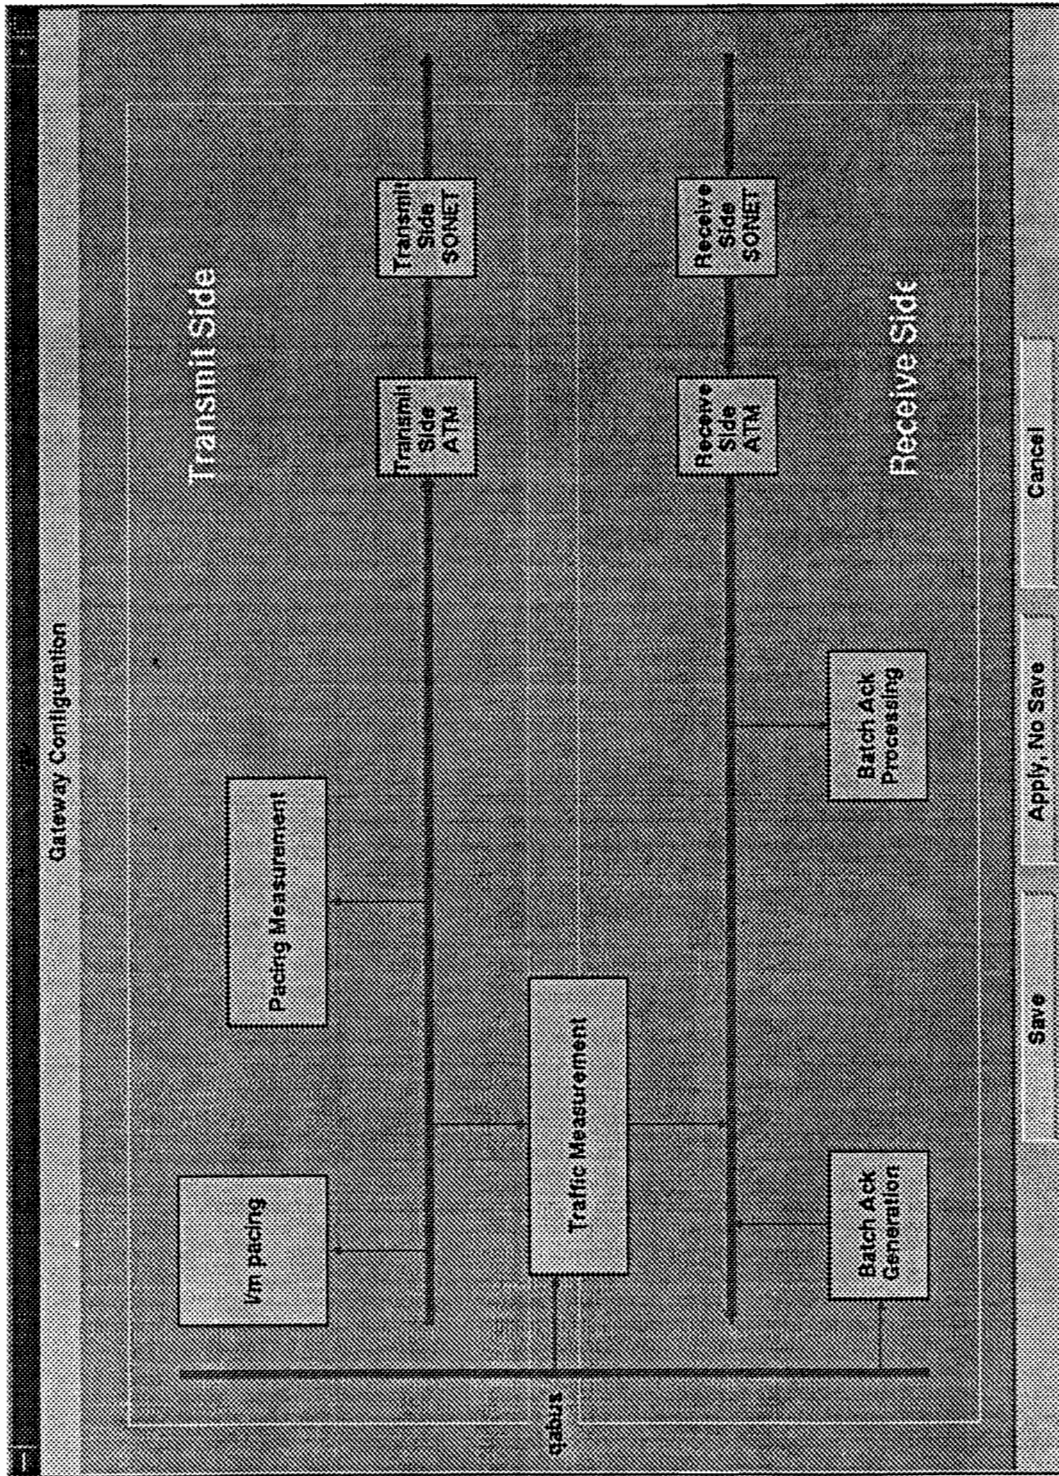 Gateway Configuration
Transmit Side
I/m pacing
Pacing Measurement
Transmit
Side
ATM
Transmit
Side
SONET
qabus
Traffic Measurement
Receive
Side
ATM
Receive
Side
SONET
Batch Ack
Generation
Batch Ack
Processing
Receive Side
Save
Apply, No Save
Cancel